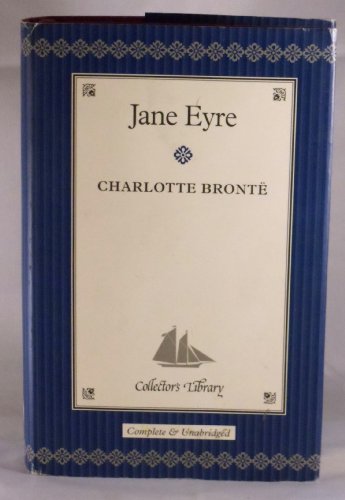 Jane Eyre
CHARLOTTE BRONTË
Collector's Library
Complete & Unabridged